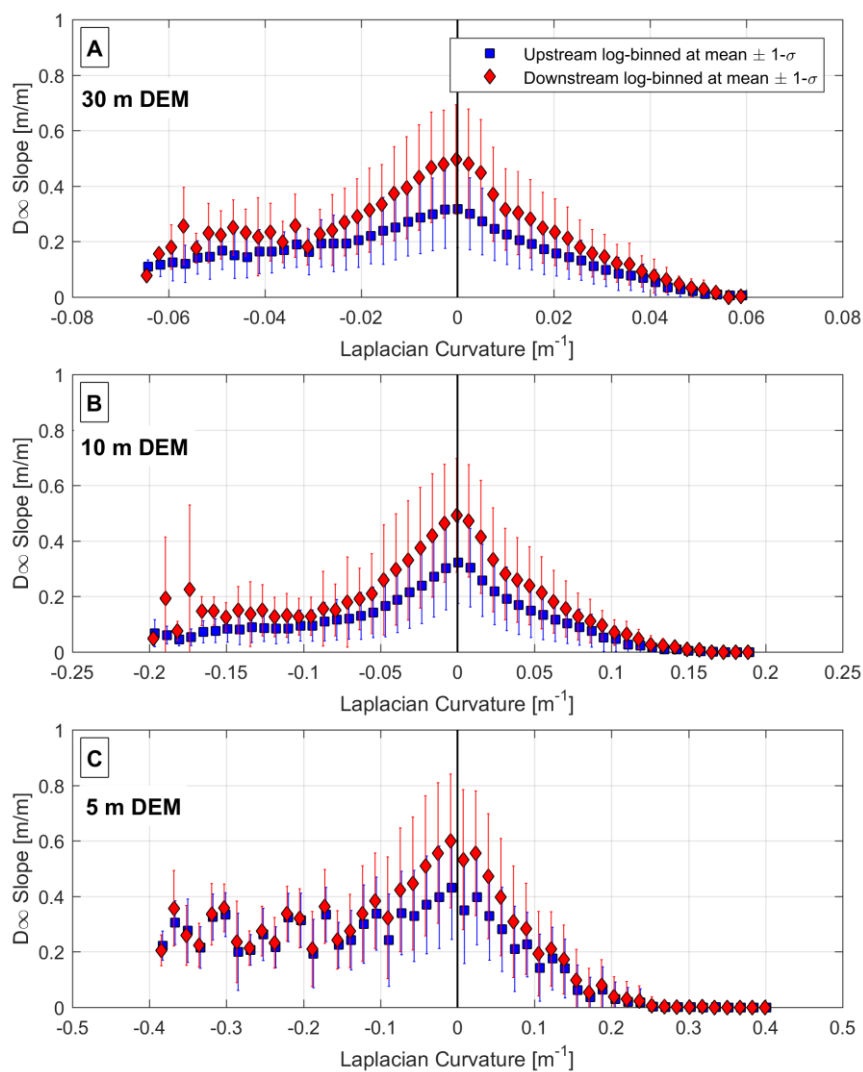 A
30 m DEM
Upstream log-binned at mean ± 1-σ
Downstream log-binned at mean ± 1-σ
D∞ Slope [m/m]
1
0.8
0.6
0.4
0.2
0
-0.08 -0.06 -0.04 -0.02 0 0.02 0.04 0.06 0.08
Laplacian Curvature [m⁻¹]
B
10 m DEM
D∞ Slope [m/m]
1
0.8
0.6
0.4
0.2
0
-0.25 -0.2 -0.15 -0.1 -0.05 0 0.05 0.1 0.15 0.2 0.25
Laplacian Curvature [m⁻¹]
C
5 m DEM
D∞ Slope [m/m]
1
0.8
0.6
0.4
0.2
0
-0.5 -0.4 -0.3 -0.2 -0.1 0 0.1 0.2 0.3 0.4 0.5
Laplacian Curvature [m⁻¹]